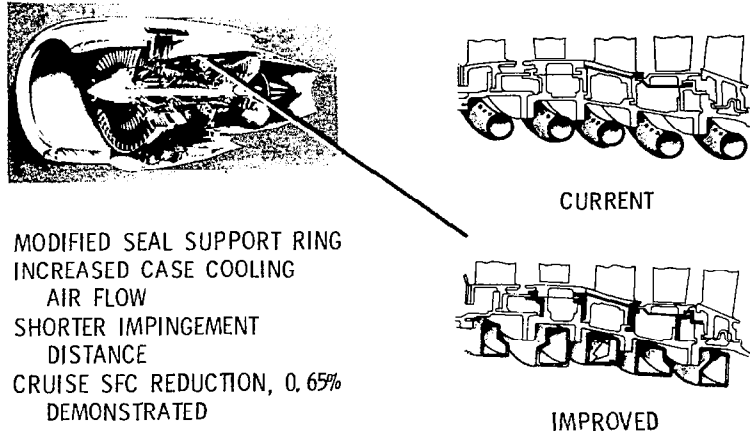 MODIFIED SEAL SUPPORT RING
INCREASED CASE COOLING
AIR FLOW
SHORTER IMPINGEMENT
DISTANCE
CRUISE SFC REDUCTION, 0.65%
DEMONSTRATED
CURRENT
IMPROVED